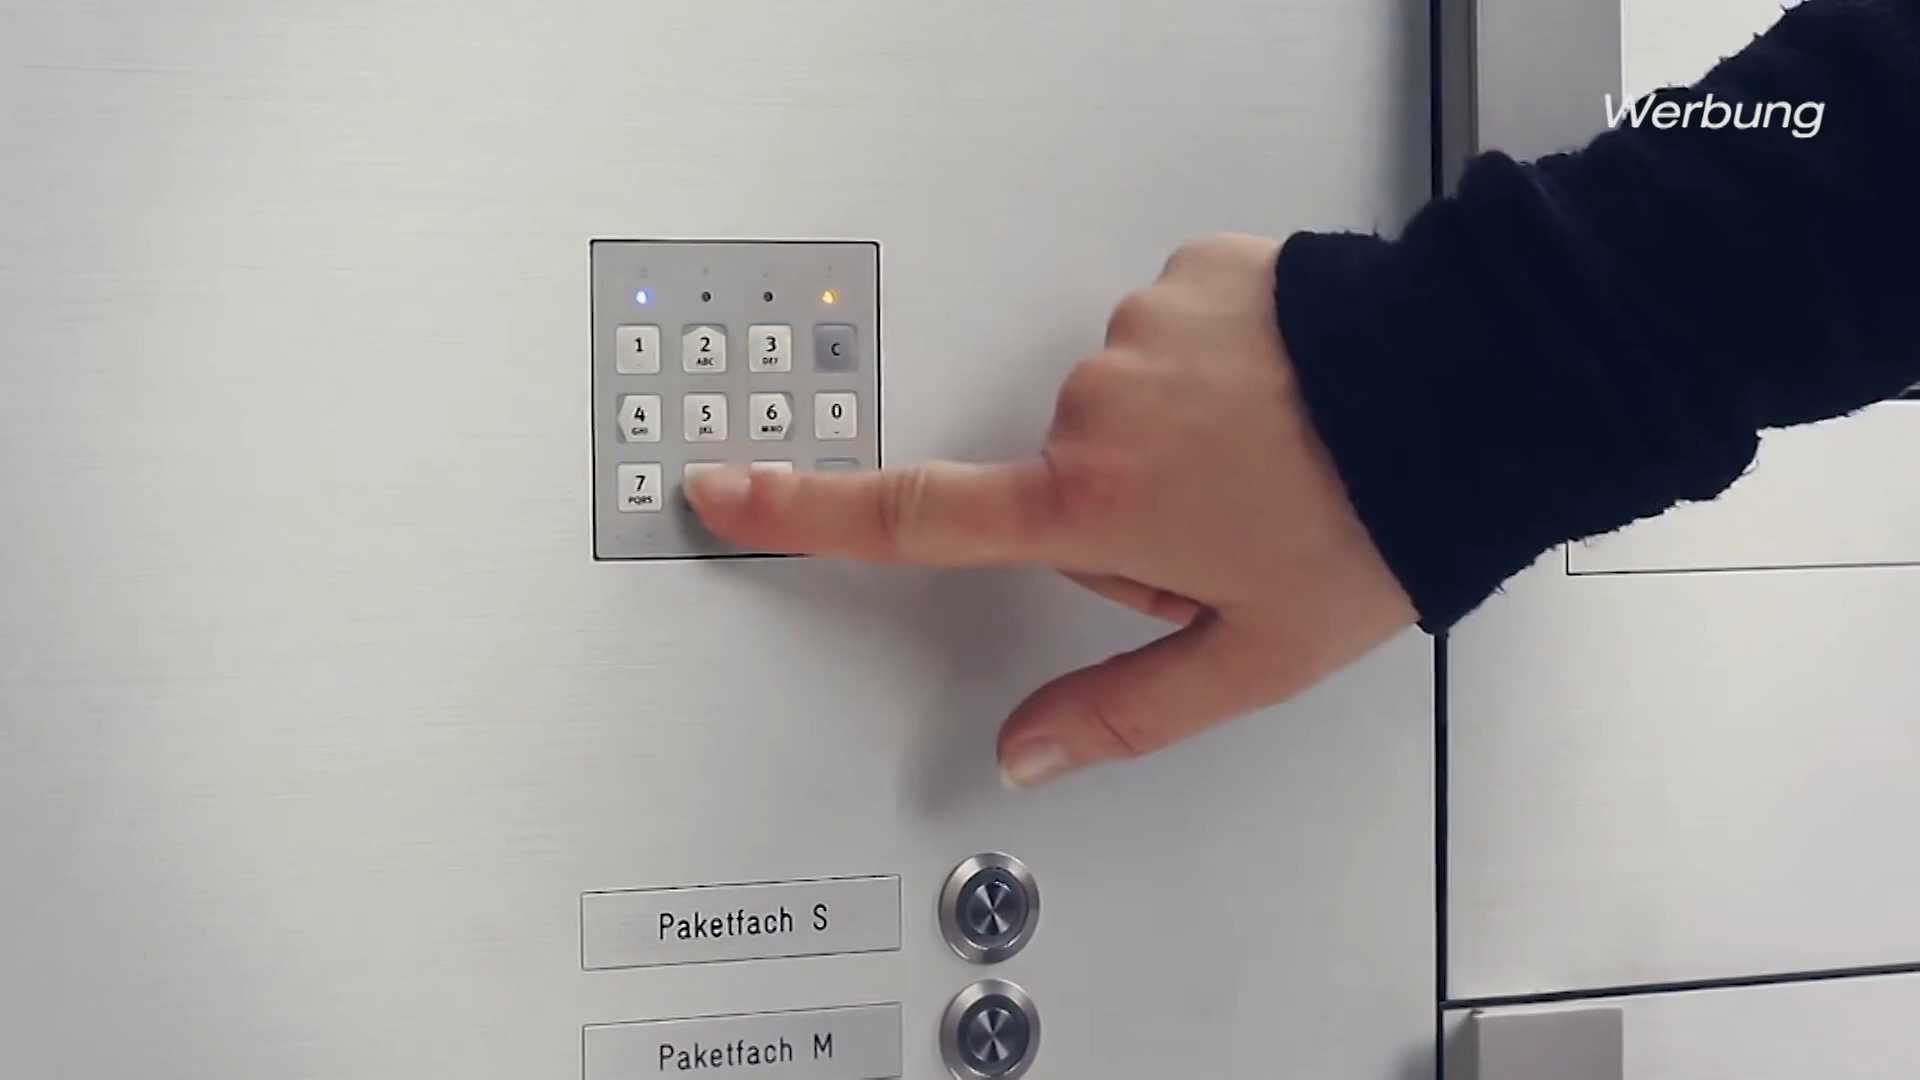 Werbung
1
2
ABC
3
DEF
C
4
GHI
5
JKL
6
MNO
0
7
PQRS
Paketfach S
Paketfach M